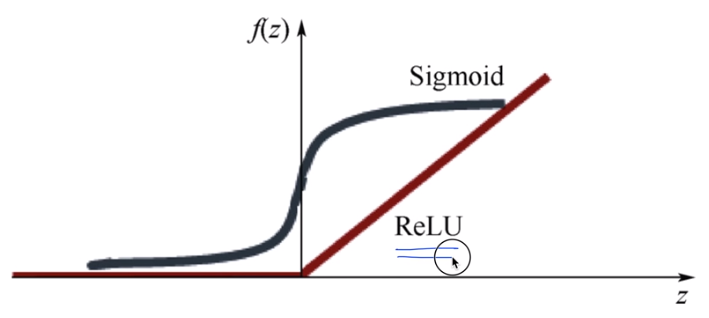 f(z)
Sigmoid
ReLU
z